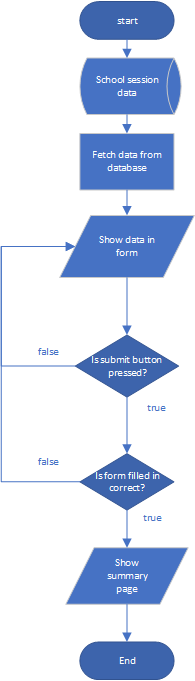 start
School session
data
Fetch data from
database
Show data in
form
false
Is submit button
pressed?
true
false
Is form filled in
correct?
true
Show
summary
page
End